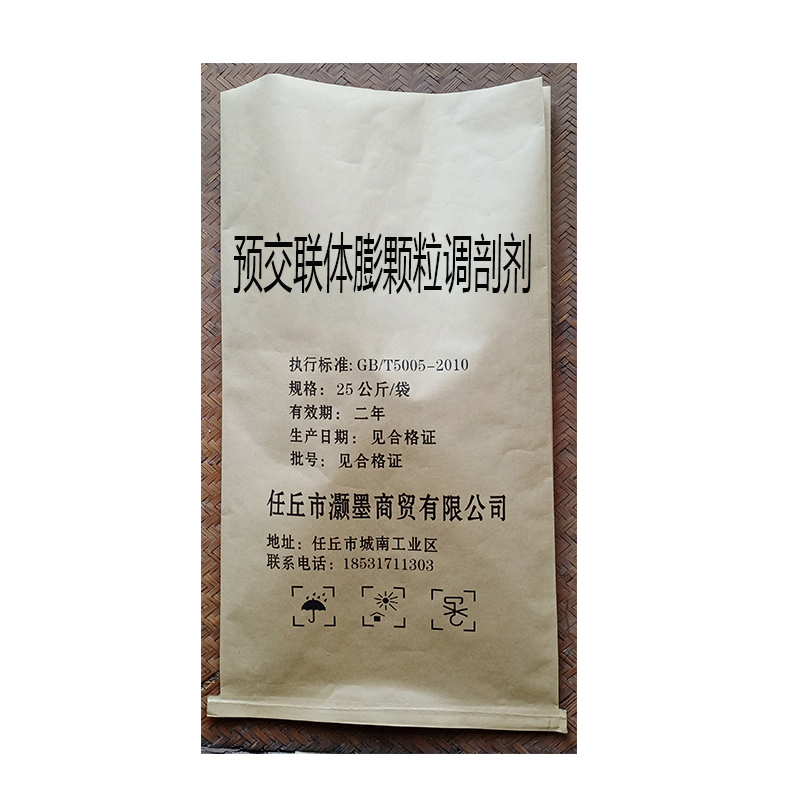 预交联体膨颗粒调剖剂
执行标准: GB/T5005-2010
规格: 25公斤/袋
有效期: 二年
生产日期: 见合格证
批号: 见合格证
任丘市灏墨商贸有限公司
地址: 任丘市城南工业区
联系电话: 18531711303